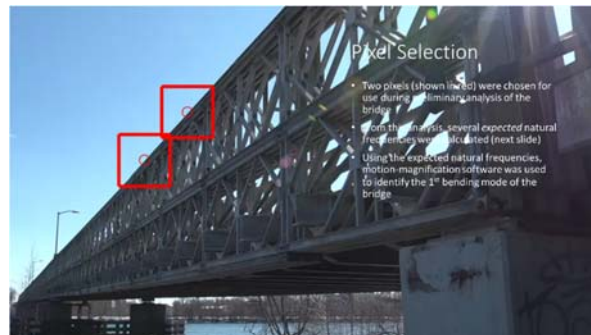 Pixel Selection
• Two pixels (shown in red) were chosen for
use during preliminary analysis of the
bridge
• From this analysis, several expected natural
frequencies were calculated (next slide)
• Using the expected natural frequencies,
motion-magnification software was used
to identify the 1st bending mode of the
bridge